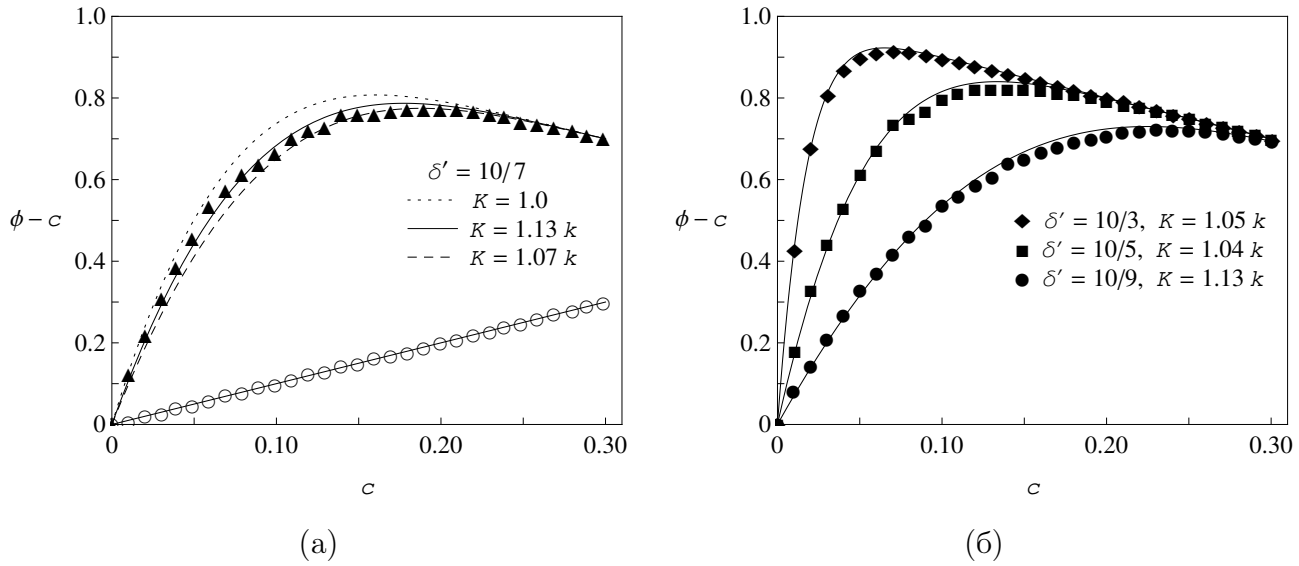 1.0
0.8
0.6
0.4
0.2
0
ϕ – c
δ′ = 10/7
K = 1.0
K = 1.13 k
K = 1.07 k
0
0.10
0.20
0.30
c
(а)
1.0
0.8
0.6
0.4
0.2
0
ϕ – c
δ′ = 10/3, K = 1.05 k
δ′ = 10/5, K = 1.04 k
δ′ = 10/9, K = 1.13 k
0
0.10
0.20
0.30
c
(б)